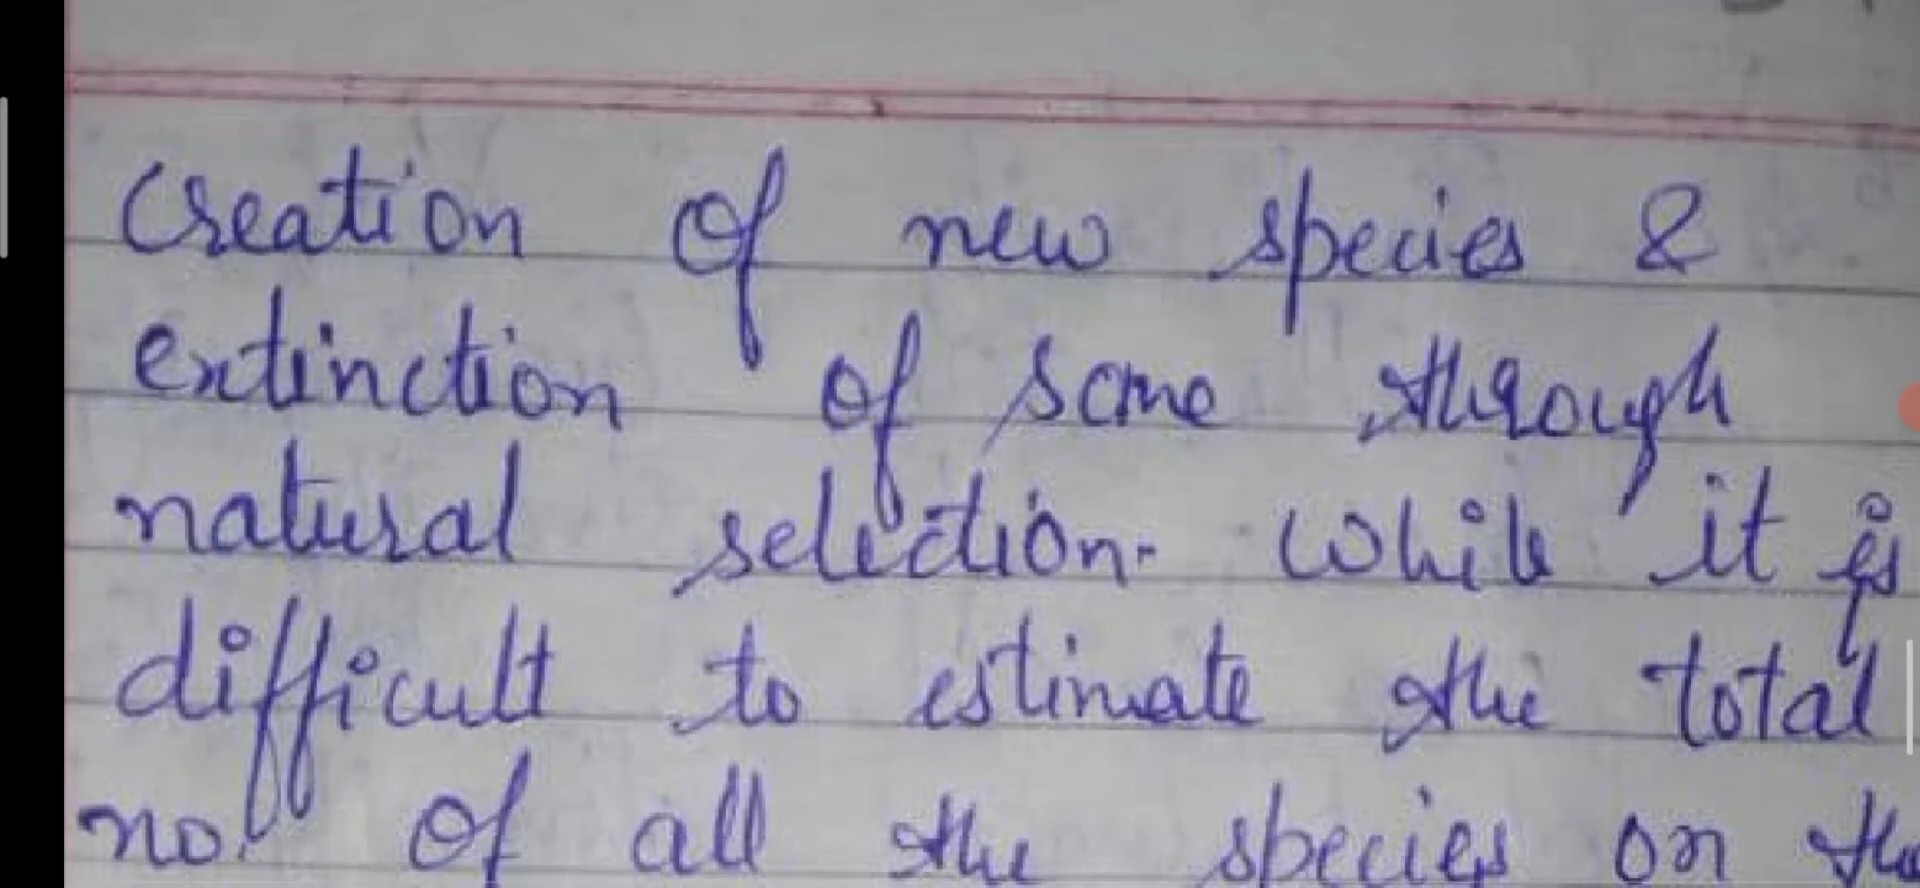 Creation of new species &
extinction of some through
natural selection. While it is
difficult to estimate the total
no. of all the species on the